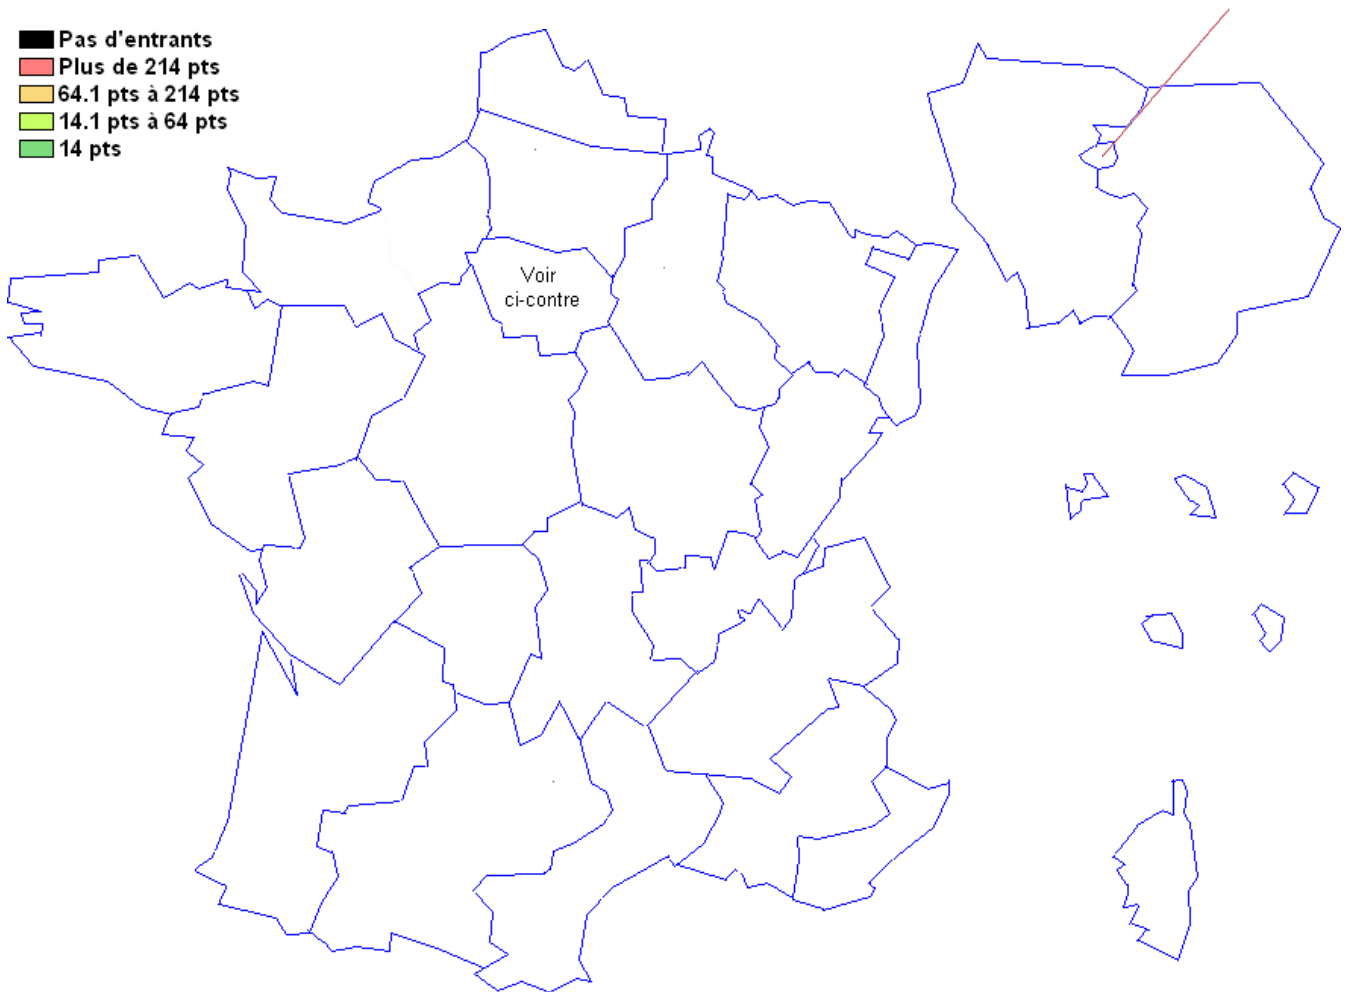 Pas d'entrants
Plus de 214 pts
64.1 pts à 214 pts
14.1 pts à 64 pts
14 pts
Voir
ci-contre